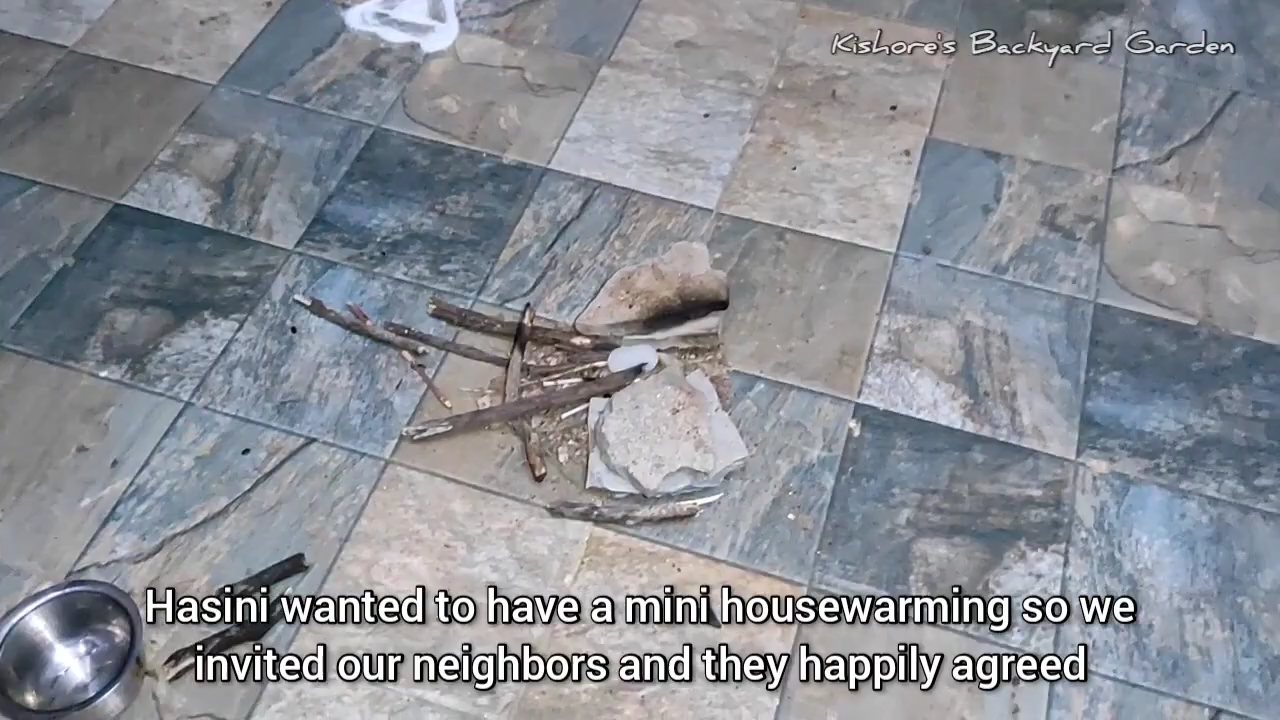 Kishore's Backyard Garden
Hasini wanted to have a mini housewarming so we
invited our neighbors and they happily agreed